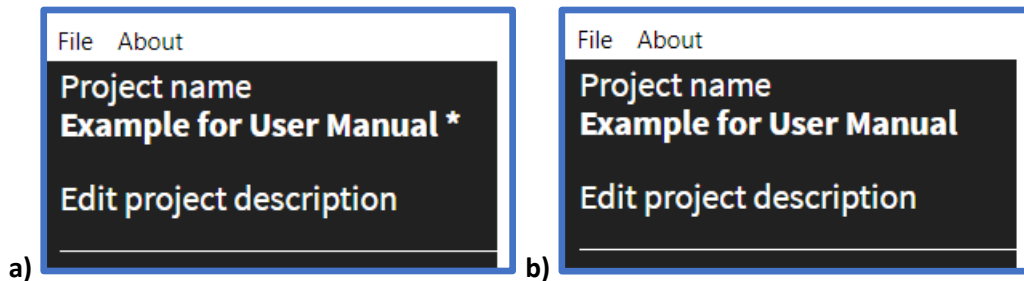 File About
Project name
Example for User Manual *
Edit project description
a)
File About
Project name
Example for User Manual
Edit project description
b)